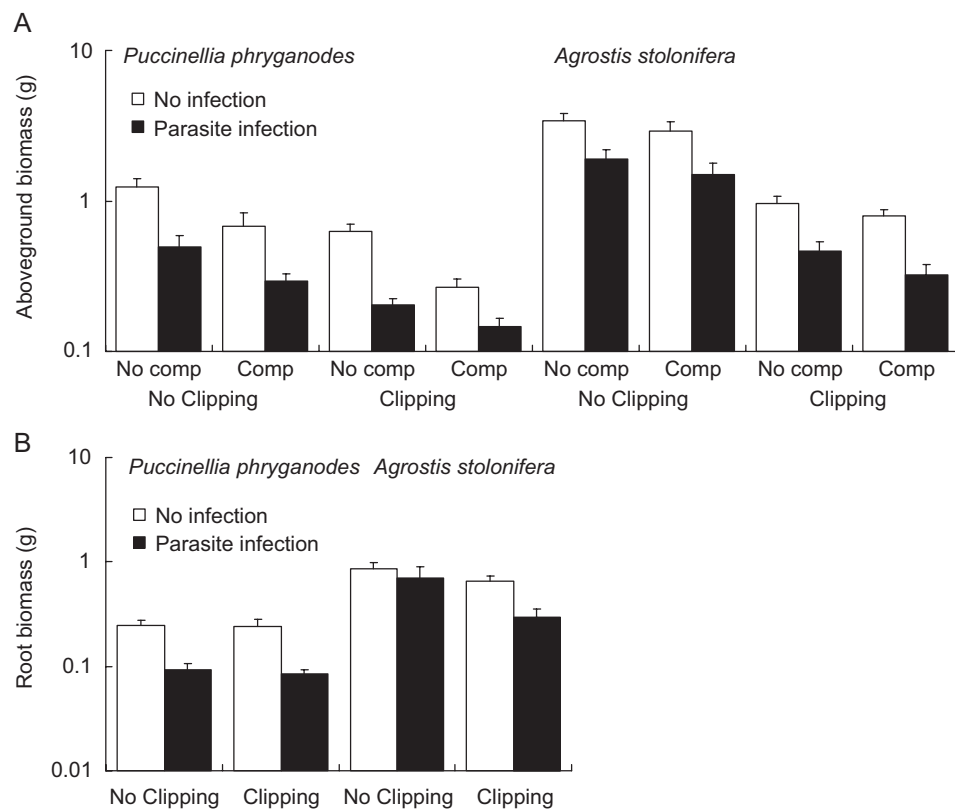 A
10
Puccinellia phryganodes Agrostis stolonifera
No infection
Parasite infection
Aboveground biomass (g)
1
0.1
No comp Comp No comp Comp No comp Comp No comp Comp
No Clipping Clipping No Clipping Clipping
B
10
Puccinellia phryganodes Agrostis stolonifera
No infection
Parasite infection
Root biomass (g)
1
0.1
0.01
No Clipping Clipping No Clipping Clipping